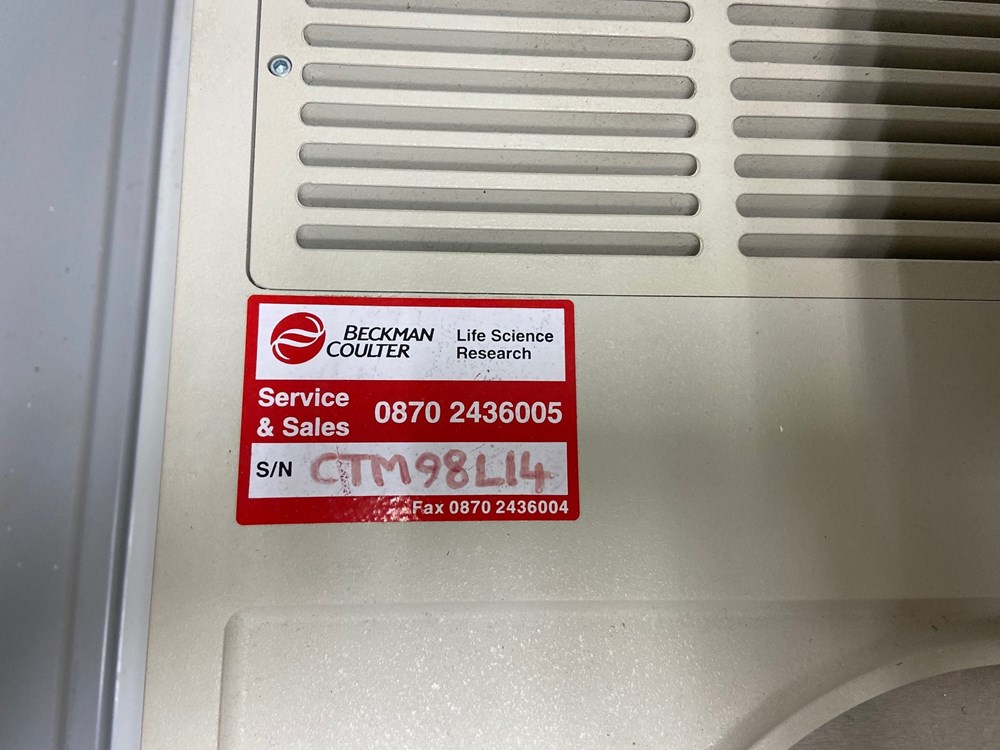 BECKMAN
COULTER
Life Science
Research
Service
& Sales
0870 2436005
S/N CTM98L14
Fax 0870 2436004